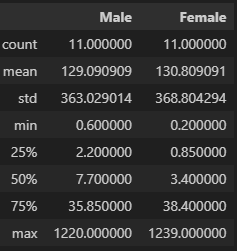 Male Female
count 11.000000 11.000000
mean 129.090909 130.809091
std 363.029014 368.804294
min 0.600000 0.200000
25% 2.200000 0.850000
50% 7.700000 3.400000
75% 35.850000 38.400000
max 1220.000000 1239.000000